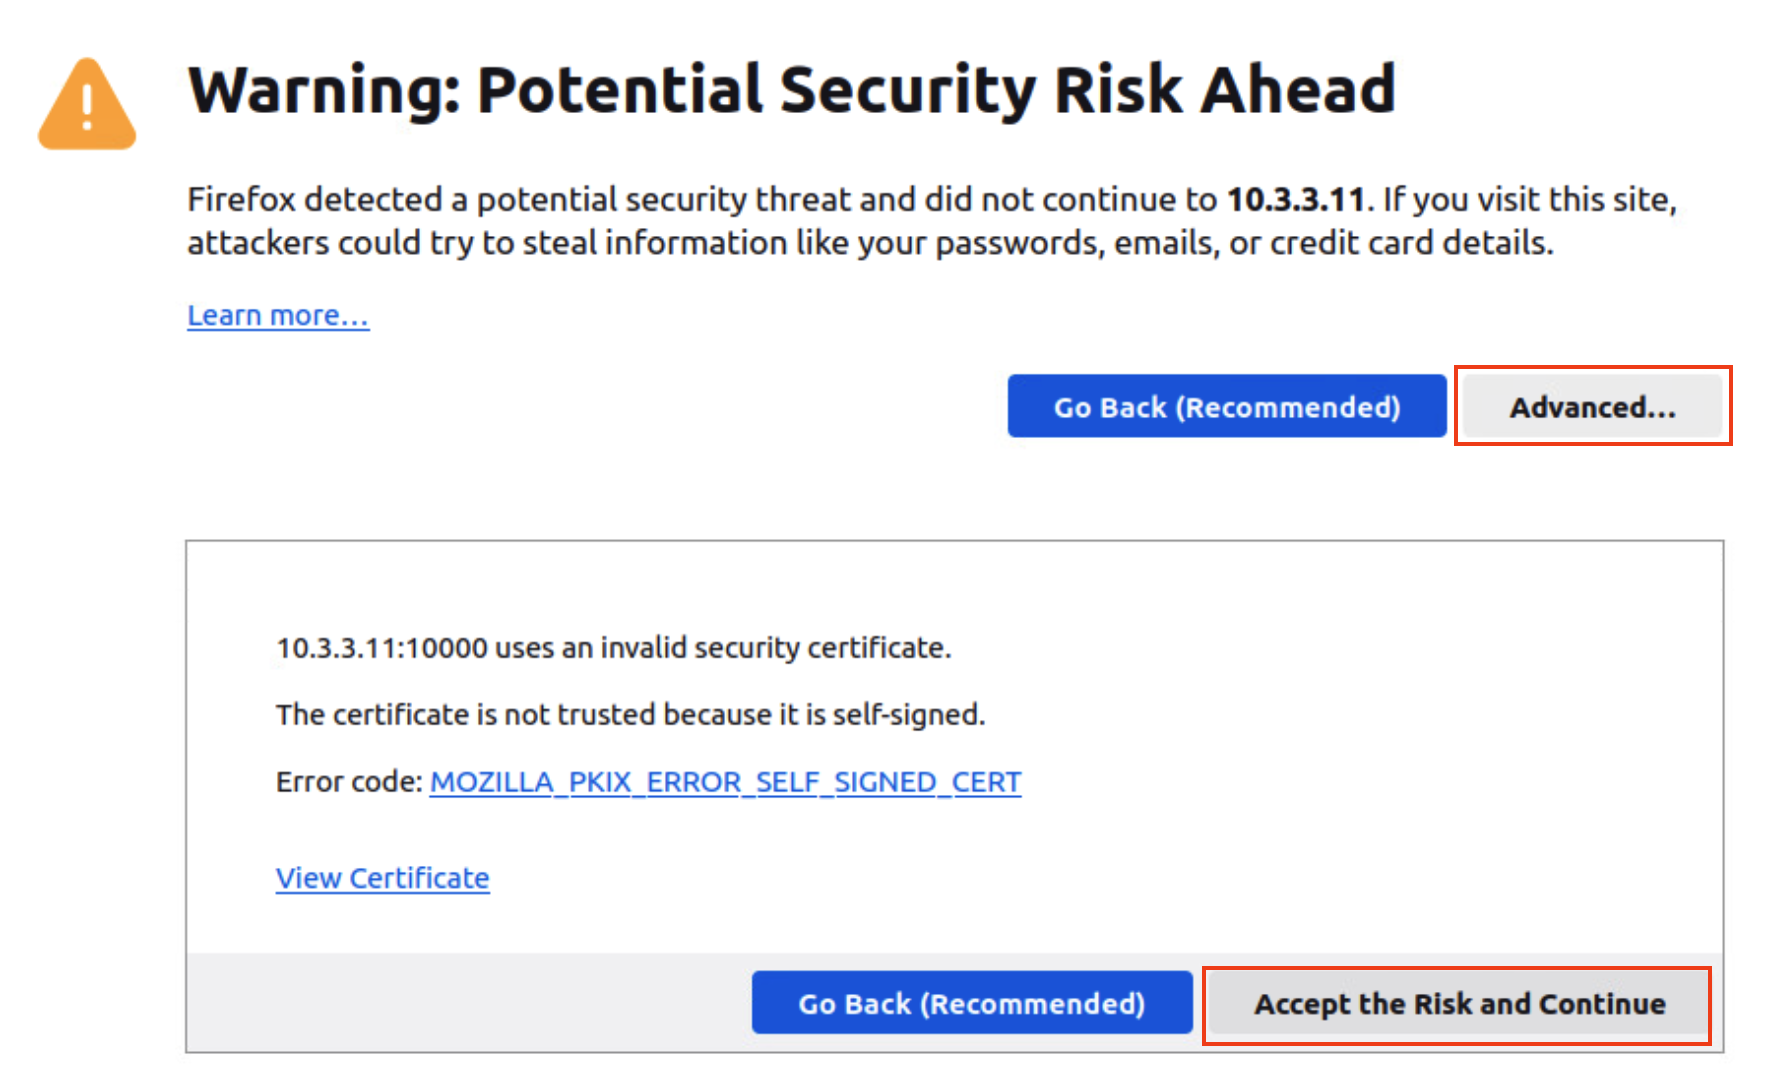 Warning: Potential Security Risk Ahead
Firefox detected a potential security threat and did not continue to 10.3.3.11. If you visit this site,
attackers could try to steal information like your passwords, emails, or credit card details.
Learn more…
Go Back (Recommended)
Advanced…
10.3.3.11:10000 uses an invalid security certificate.
The certificate is not trusted because it is self-signed.
Error code: MOZILLA_PKIX_ERROR_SELF_SIGNED_CERT
View Certificate
Go Back (Recommended)
Accept the Risk and Continue